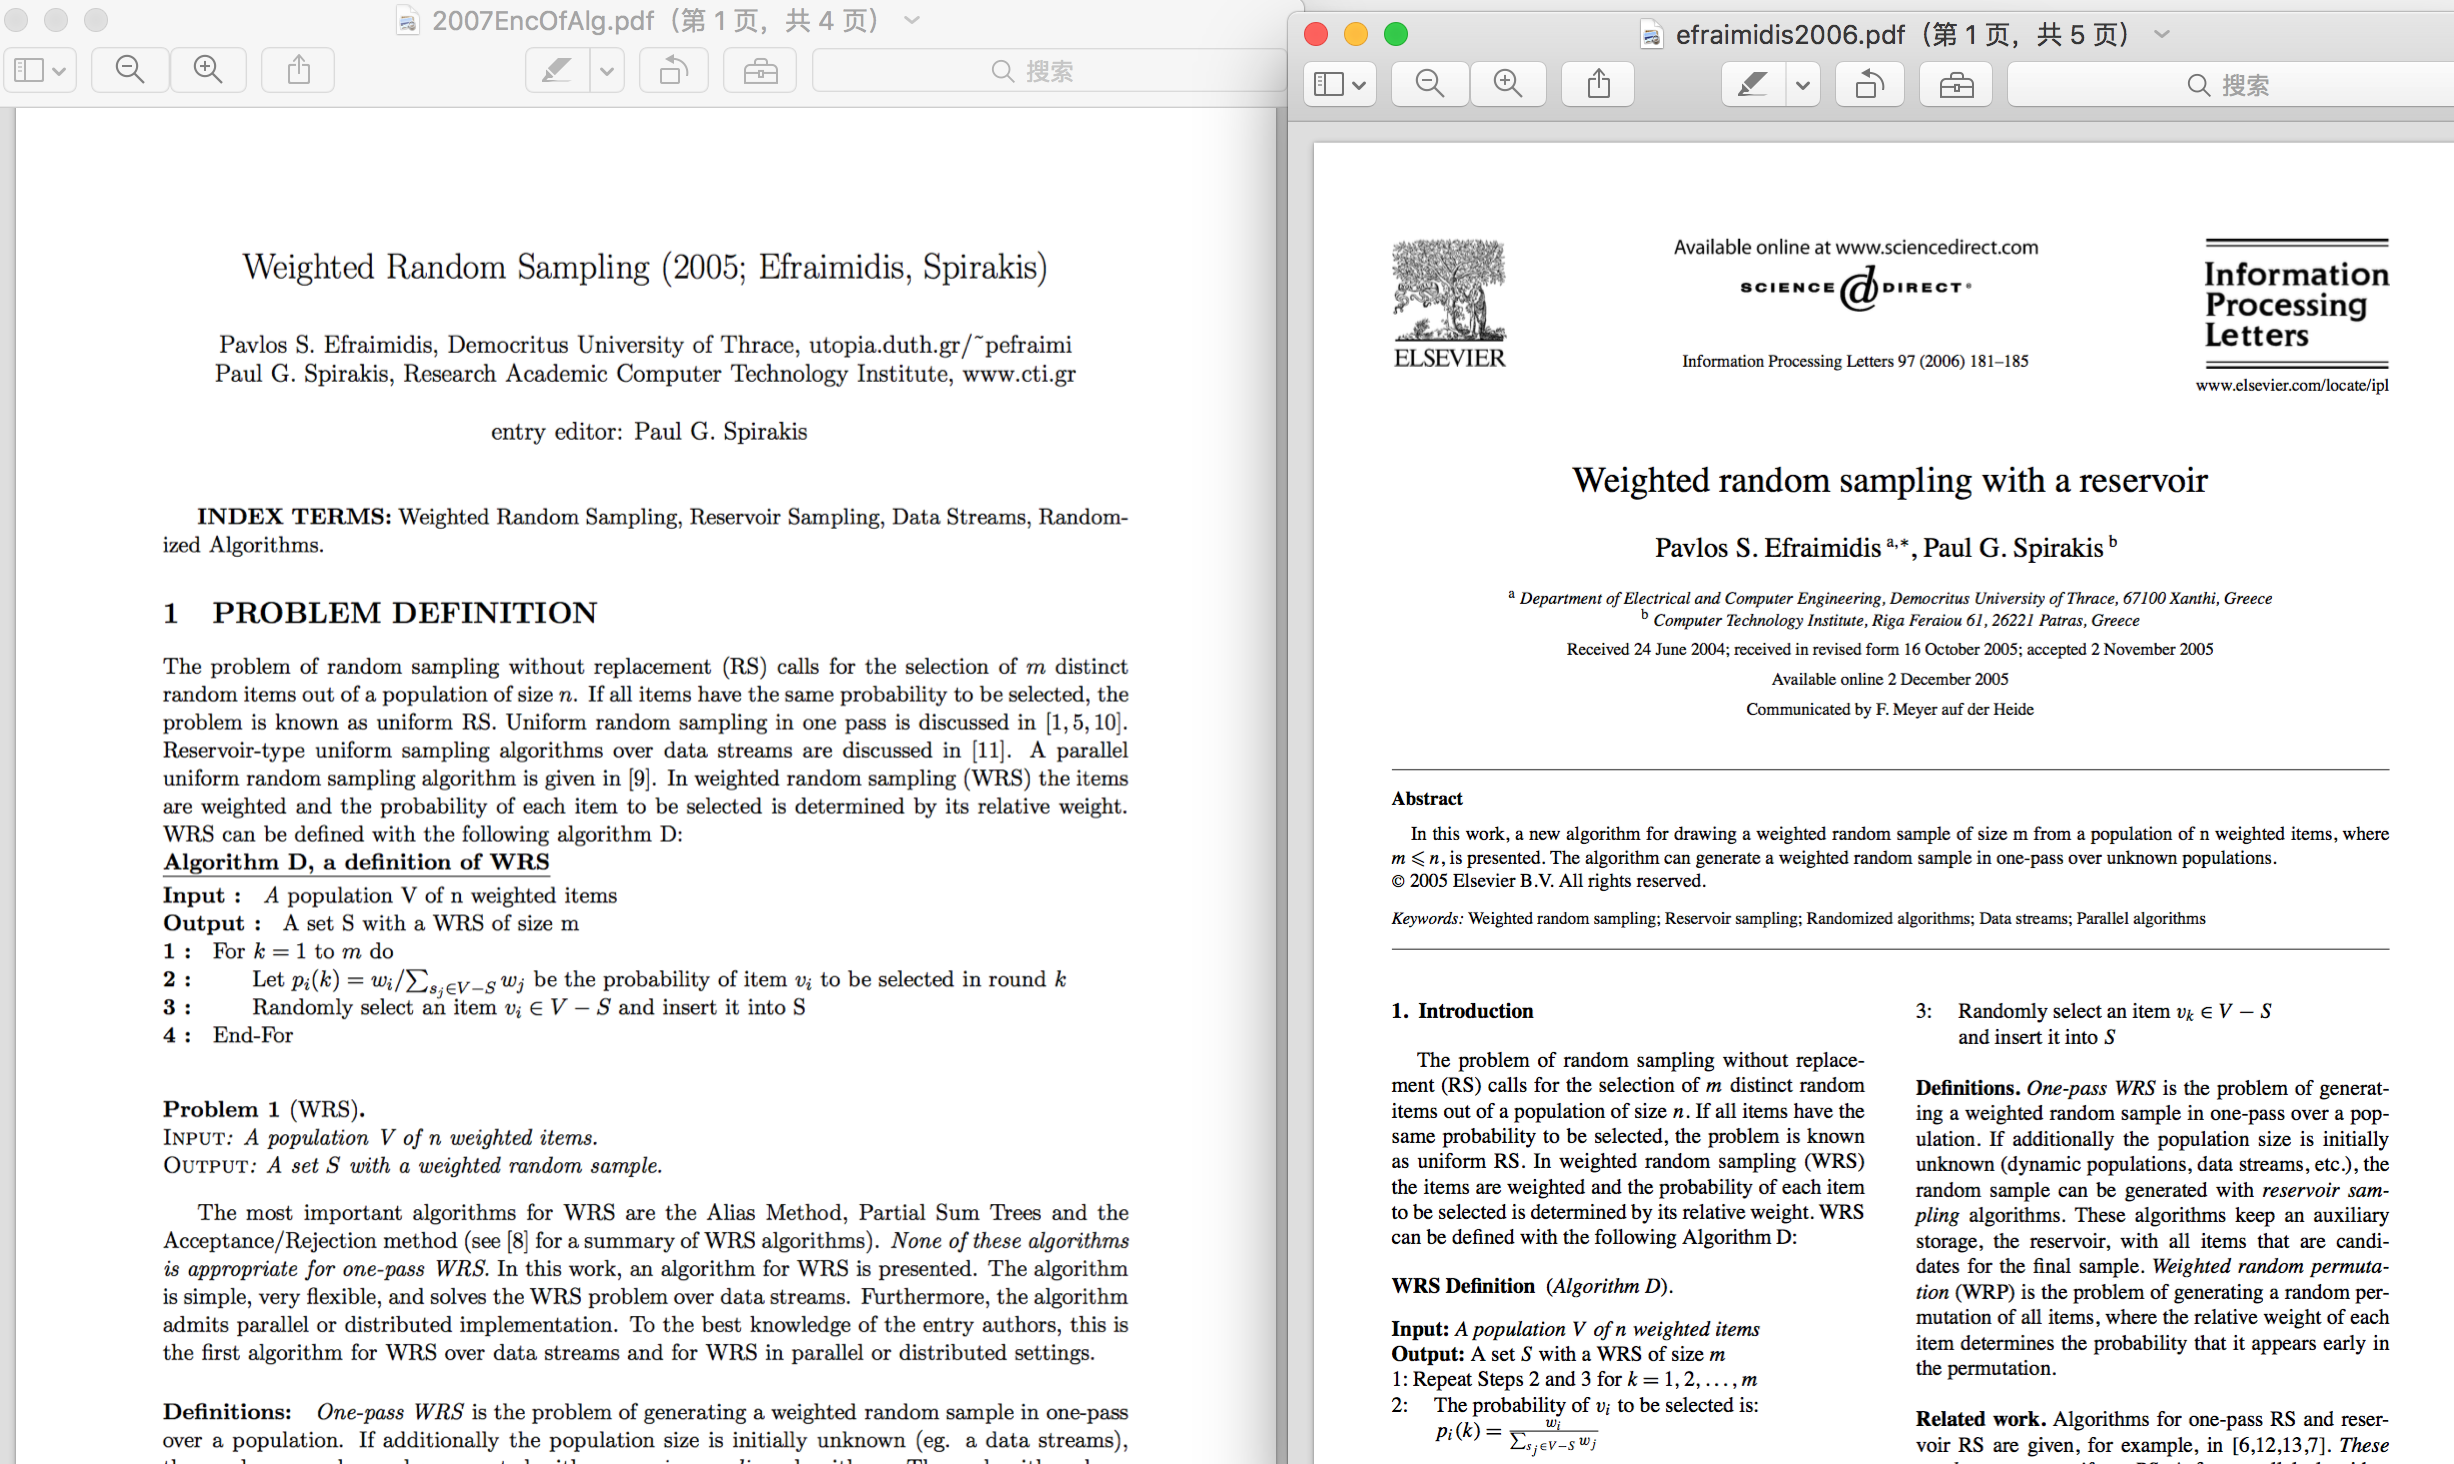 2007EncOfAlg.pdf（第 1 页，共 4 页）
搜索
Weighted Random Sampling (2005; Efraimidis, Spirakis)
Pavlos S. Efraimidis, Democritus University of Thrace, utopia.duth.gr/~pefraimi
Paul G. Spirakis, Research Academic Computer Technology Institute, www.cti.gr
entry editor: Paul G. Spirakis
INDEX TERMS: Weighted Random Sampling, Reservoir Sampling, Data Streams, Random-
ized Algorithms.
1 PROBLEM DEFINITION
The problem of random sampling without replacement (RS) calls for the selection of m distinct
random items out of a population of size n. If all items have the same probability to be selected, the
problem is known as uniform RS. Uniform random sampling in one pass is discussed in [1, 5, 10].
Reservoir-type uniform sampling algorithms over data streams are discussed in [11]. A parallel
uniform random sampling algorithm is given in [9]. In weighted random sampling (WRS) the items
are weighted and the probability of each item to be selected is determined by its relative weight.
WRS can be defined with the following algorithm D:
Algorithm D, a definition of WRS
Input : A population V of n weighted items
Output : A set S with a WRS of size m
1 : For k = 1 to m do
2 : Let p_i(k) = w_i/∑_{s_j∈V−S} w_j be the probability of item v_i to be selected in round k
3 : Randomly select an item v_i ∈ V − S and insert it into S
4 : End-For
Problem 1 (WRS).
INPUT: A population V of n weighted items.
OUTPUT: A set S with a weighted random sample.
The most important algorithms for WRS are the Alias Method, Partial Sum Trees and the
Acceptance/Rejection method (see [8] for a summary of WRS algorithms). None of these algorithms
is appropriate for one-pass WRS. In this work, an algorithm for WRS is presented. The algorithm
is simple, very flexible, and solves the WRS problem over data streams. Furthermore, the algorithm
admits parallel or distributed implementation. To the best knowledge of the entry authors, this is
the first algorithm for WRS over data streams and for WRS in parallel or distributed settings.
Definitions: One-pass WRS is the problem of generating a weighted random sample in one-pass
over a population. If additionally the population size is initially unknown (eg. a data streams),
efraimidis2006.pdf（第 1 页，共 5 页）
搜索
ELSEVIER
Available online at www.sciencedirect.com
SCIENCE @ DIRECT®
Information Processing Letters 97 (2006) 181–185
Information
Processing
Letters
www.elsevier.com/locate/ipl
Weighted random sampling with a reservoir
Pavlos S. Efraimidis a,*, Paul G. Spirakis b
a Department of Electrical and Computer Engineering, Democritus University of Thrace, 67100 Xanthi, Greece
b Computer Technology Institute, Riga Feraiou 61, 26221 Patras, Greece
Received 24 June 2004; received in revised form 16 October 2005; accepted 2 November 2005
Available online 2 December 2005
Communicated by F. Meyer auf der Heide
Abstract
In this work, a new algorithm for drawing a weighted random sample of size m from a population of n weighted items, where
m ⩽ n, is presented. The algorithm can generate a weighted random sample in one-pass over unknown populations.
© 2005 Elsevier B.V. All rights reserved.
Keywords: Weighted random sampling; Reservoir sampling; Randomized algorithms; Data streams; Parallel algorithms
1. Introduction
The problem of random sampling without replace-
ment (RS) calls for the selection of m distinct random
items out of a population of size n. If all items have the
same probability to be selected, the problem is known
as uniform RS. In weighted random sampling (WRS)
the items are weighted and the probability of each item
to be selected is determined by its relative weight. WRS
can be defined with the following Algorithm D:
WRS Definition (Algorithm D).
Input: A population V of n weighted items
Output: A set S with a WRS of size m
1: Repeat Steps 2 and 3 for k = 1, 2, . . . , m
2: The probability of v_i to be selected is:
p_i(k) = w_i / ∑_{s_j∈V−S} w_j
3: Randomly select an item v_k ∈ V − S
and insert it into S
Definitions. One-pass WRS is the problem of generat-
ing a weighted random sample in one-pass over a pop-
ulation. If additionally the population size is initially
unknown (dynamic populations, data streams, etc.), the
random sample can be generated with reservoir sam-
pling algorithms. These algorithms keep an auxiliary
storage, the reservoir, with all items that are candi-
dates for the final sample. Weighted random permuta-
tion (WRP) is the problem of generating a random per-
mutation of all items, where the relative weight of each
item determines the probability that it appears early in
the permutation.
Related work. Algorithms for one-pass RS and reser-
voir RS are given, for example, in [6,12,13,7]. These